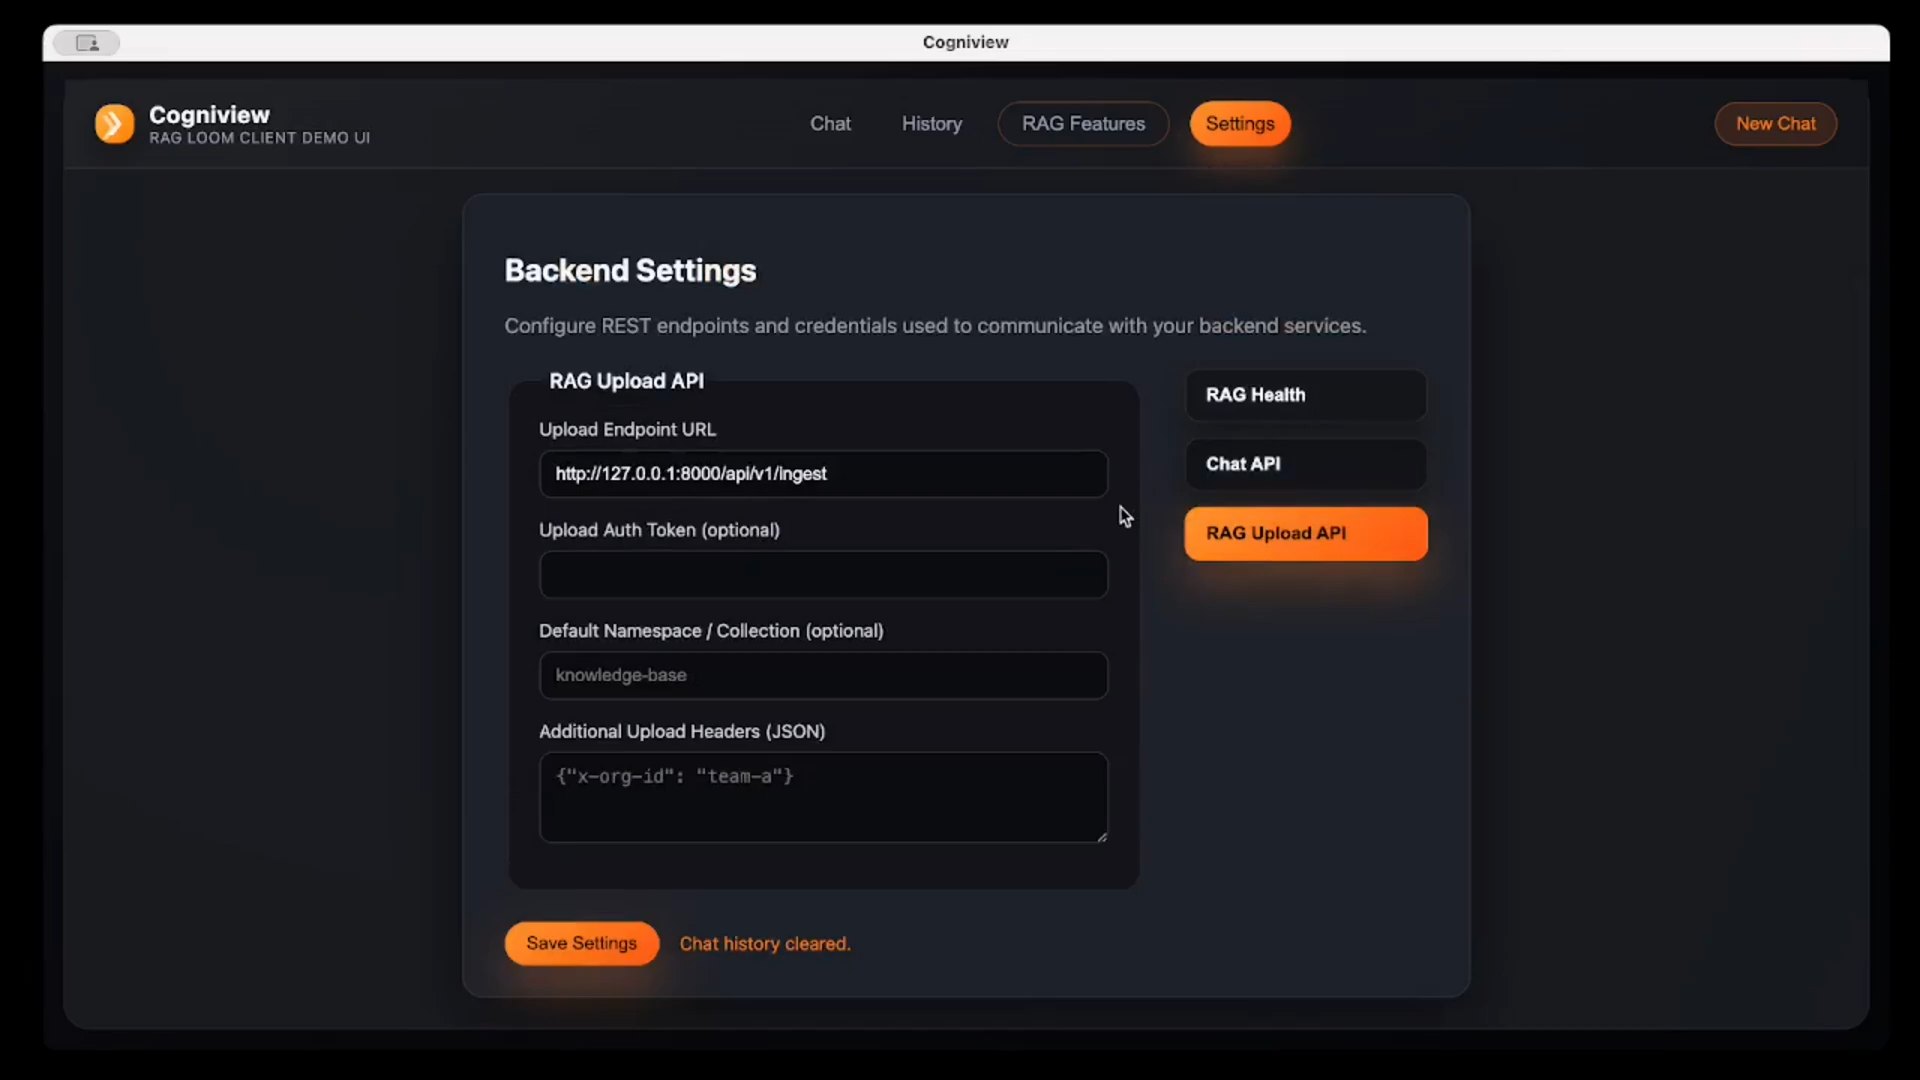 Cogniview
Cogniview
RAG LOOM CLIENT DEMO UI
Chat
History
RAG Features
Settings
New Chat
Backend Settings
Configure REST endpoints and credentials used to communicate with your backend services.
RAG Upload API
Upload Endpoint URL
http://127.0.0.1:8000/api/v1/ingest
Upload Auth Token (optional)
Default Namespace / Collection (optional)
knowledge-base
Additional Upload Headers (JSON)
{"x-org-id": "team-a"}
RAG Health
Chat API
RAG Upload API
Save Settings
Chat history cleared.